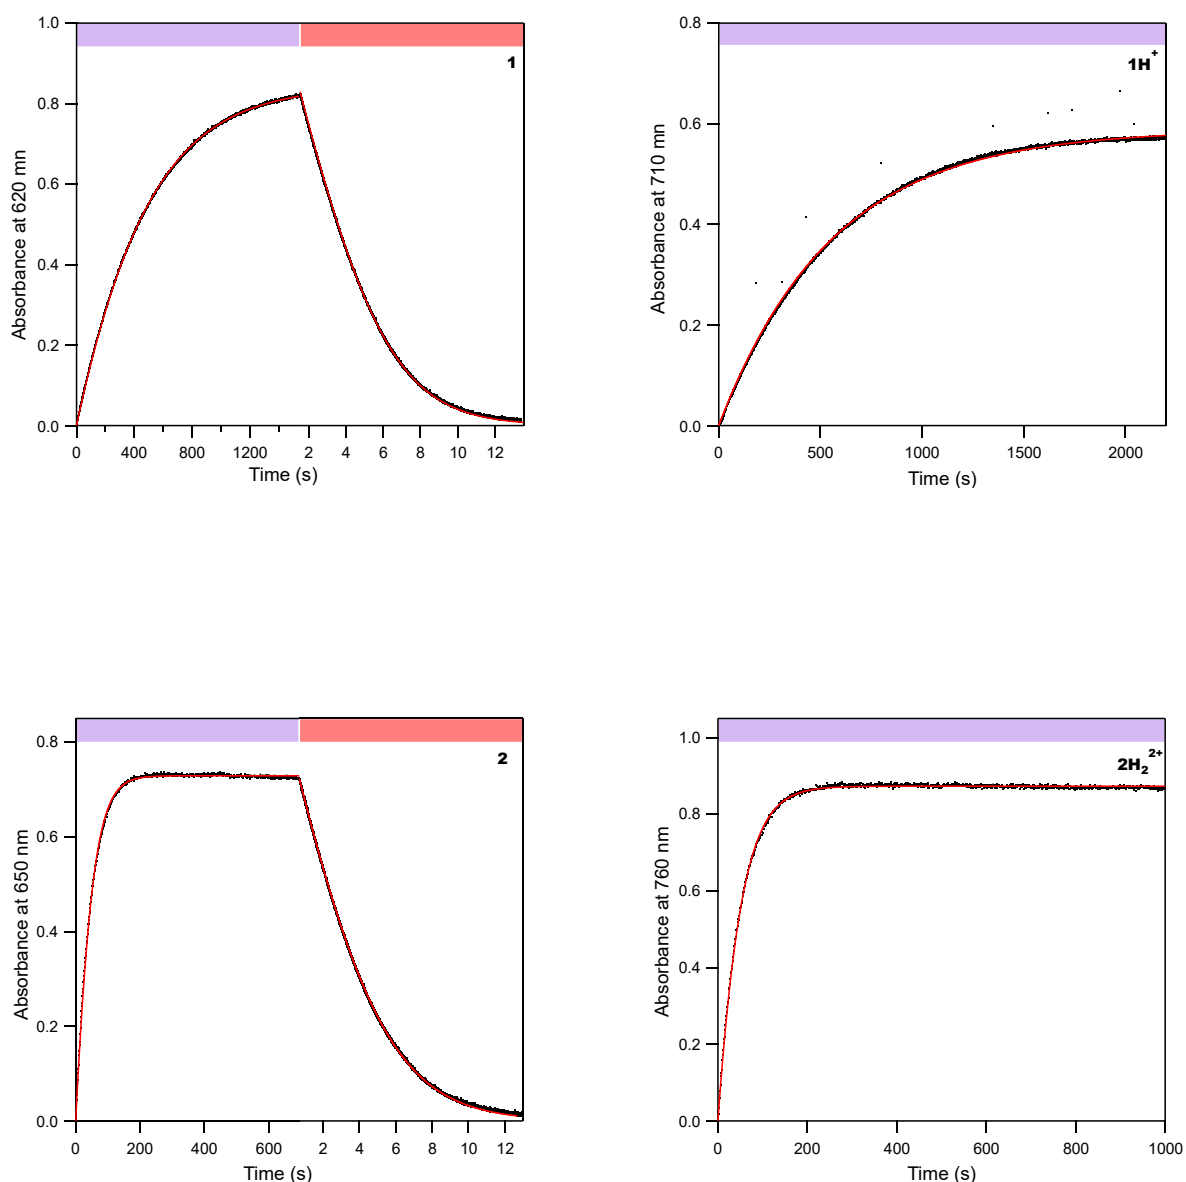 1.0
0.8
0.6
0.4
0.2
0.0
Absorbance at 620 mn
1
0 400 800 1200 2 4 6 8 10 12
Time (s)
0.8
0.6
0.4
0.2
0.0
Absorbance at 710 mn
1H+
0 500 1000 1500 2000
Time (s)
0.8
0.6
0.4
0.2
0.0
Absorbance at 650 nm
2
0 200 400 600 2 4 6 8 10 12
Time (s)
1.0
0.8
0.6
0.4
0.2
0.0
Absorbance at 760 nm
2H₂²⁺
0 200 400 600 800 1000
Time (s)